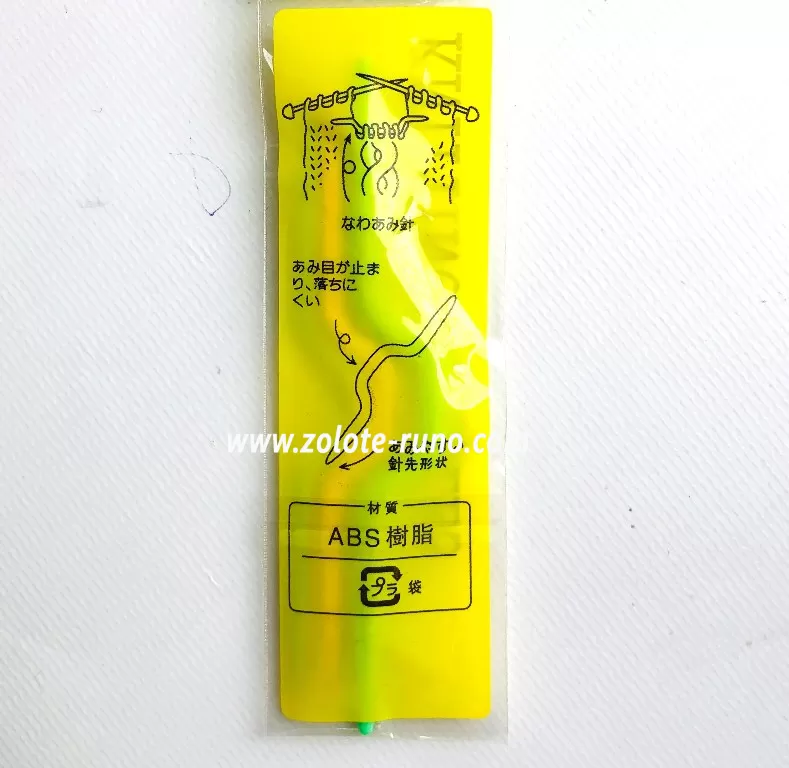 なわあみ針
あみ目が止ま
り、落ちに
くい
www.zolote-runo.co
針先形状
材質
ABS樹脂
プラ 袋